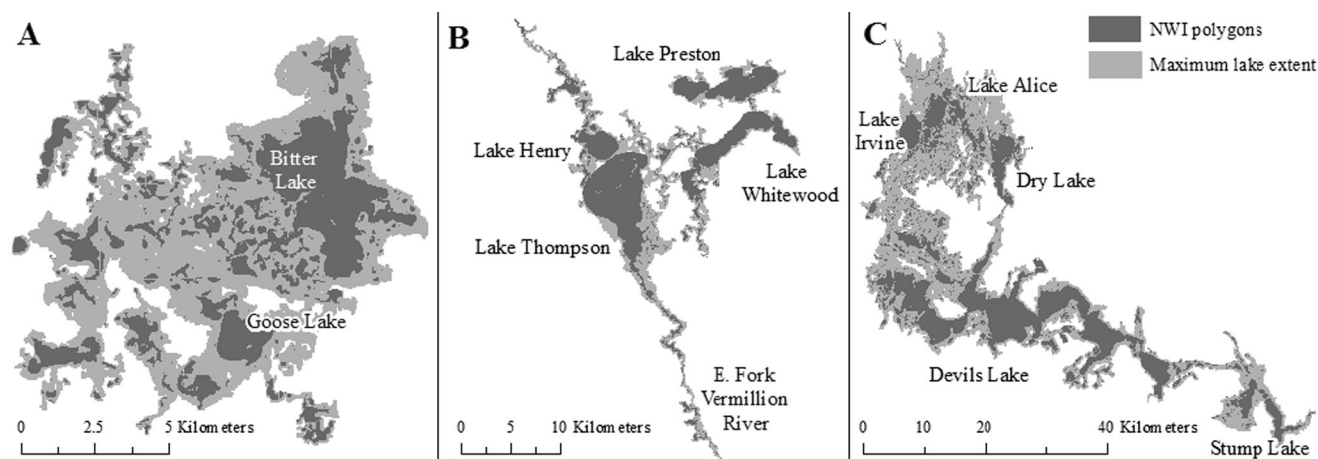 A
Bitter
Lake
Goose Lake
0 2.5 5 Kilometers
B
Lake Preston
Lake Henry
Lake
Whitewood
Lake Thompson
E. Fork
Vermillion
River
0 5 10 Kilometers
C
NWI polygons
Maximum lake extent
Lake Alice
Lake
Irvine
Dry Lake
Devils Lake
0 10 20 40 Kilometers
Stump Lake